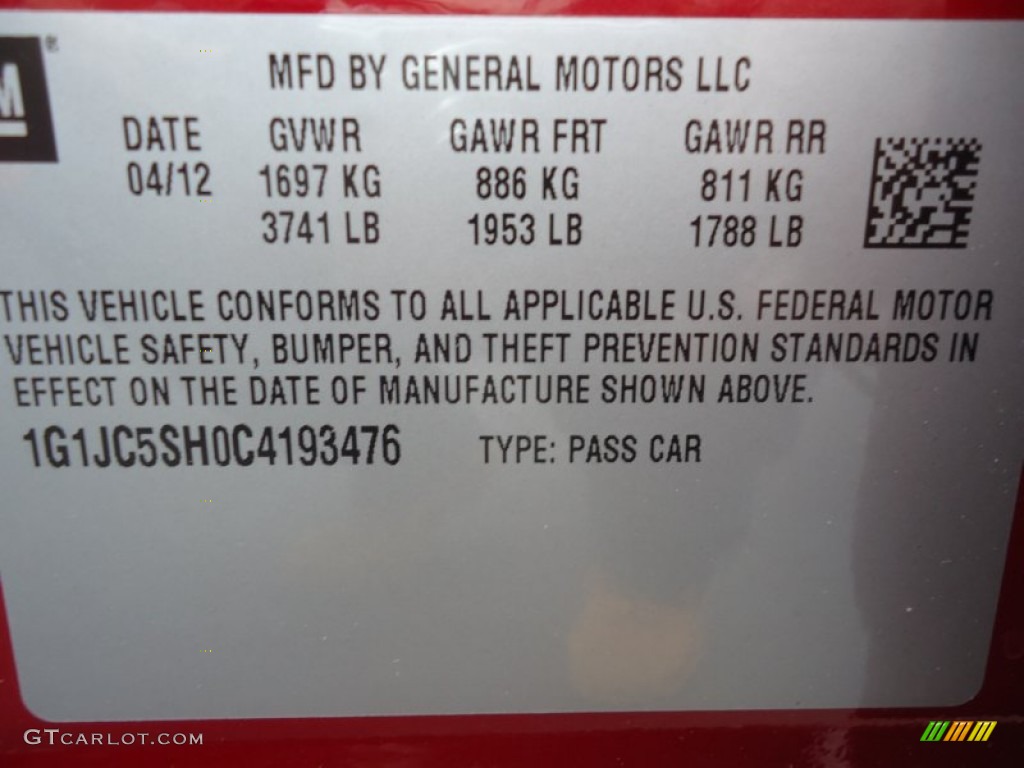 M ®
MFD BY GENERAL MOTORS LLC
DATE GVWR GAWR FRT GAWR RR
04/12 1697 KG 886 KG 811 KG
3741 LB 1953 LB 1788 LB
THIS VEHICLE CONFORMS TO ALL APPLICABLE U.S. FEDERAL MOTOR
VEHICLE SAFETY, BUMPER, AND THEFT PREVENTION STANDARDS IN
EFFECT ON THE DATE OF MANUFACTURE SHOWN ABOVE.
1G1JC5SH0C4193476 TYPE: PASS CAR
GTCARLOT.COM